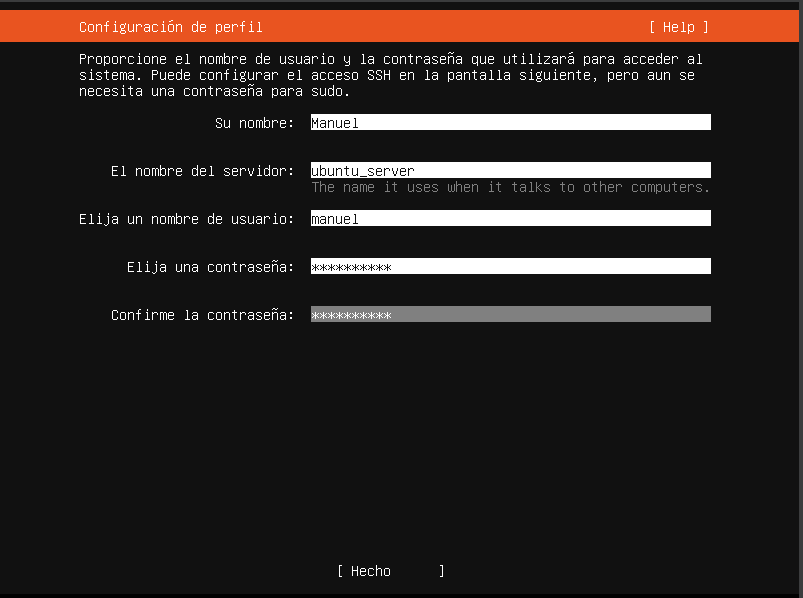 Configuración de perfil [ Help ]
Proporcione el nombre de usuario y la contraseña que utilizará para acceder al
sistema. Puede configurar el acceso SSH en la pantalla siguiente, pero aun se
necesita una contraseña para sudo.
Su nombre: Manuel
El nombre del servidor: ubuntu_server
The name it uses when it talks to other computers.
Elija un nombre de usuario: manuel
Elija una contraseña: **********
Confirme la contraseña: **********
[ Hecho ]